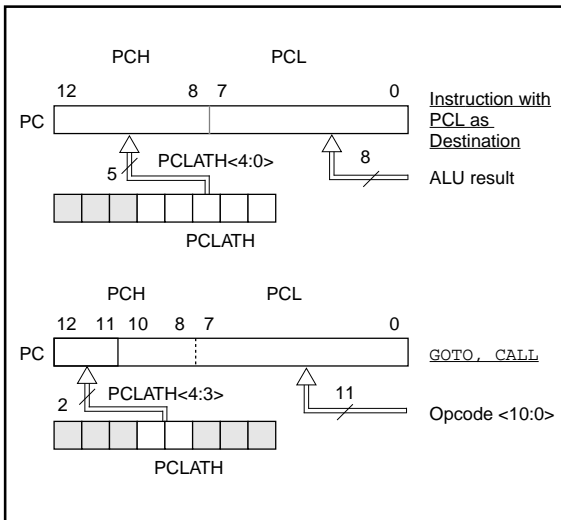 PCH PCL
12 8 7 0
PC
Instruction with
PCL as
Destination
5 PCLATH<4:0> 8
ALU result
PCLATH
PCH PCL
12 11 10 8 7 0
PC
GOTO, CALL
2 PCLATH<4:3> 11
Opcode <10:0>
PCLATH